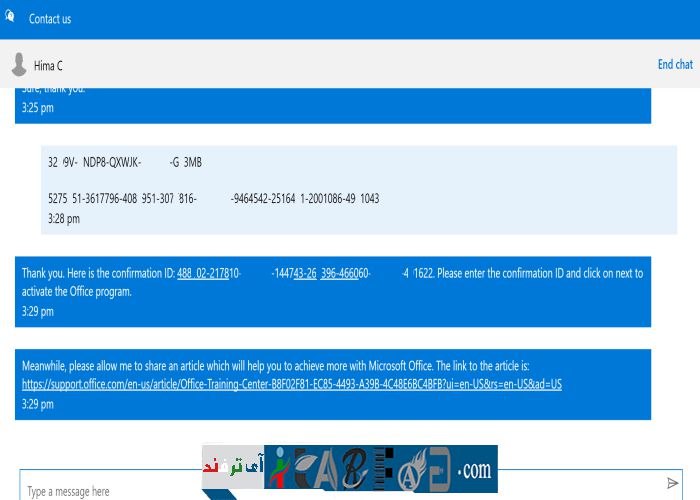 Contact us
Hima C
End chat
Sure, thank you.
3:25 pm
32 9V- NDP8-QXWJK- -G 3MB
5275 51-3617796-408 951-307 816- -9464542-25164 1-2001086-49 1043
3:28 pm
Thank you. Here is the confirmation ID: 488 02-217810- -144743-26 396-466060- -4 1622. Please enter the confirmation ID and click on next to
activate the Office program.
3:29 pm
Meanwhile, please allow me to share an article which will help you to achieve more with Microsoft Office. The link to the article is:
https://support.office.com/en-us/article/Office-Training-Center-B8F02F81-EC85-4493-A39B-4C48E6BC4BFB?ui=en-US&rs=en-US&ad=US
3:29 pm
آی ترفند
.com
Type a message here